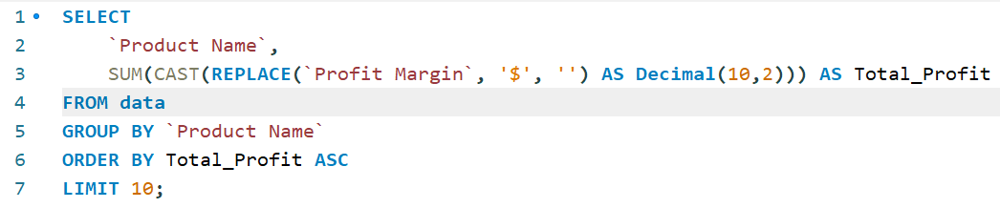 1 SELECT
2 `Product Name`,
3 SUM(CAST(REPLACE(`Profit Margin`, '$', '') AS Decimal(10,2))) AS Total_Profit
4 FROM data
5 GROUP BY `Product Name`
6 ORDER BY Total_Profit ASC
7 LIMIT 10;